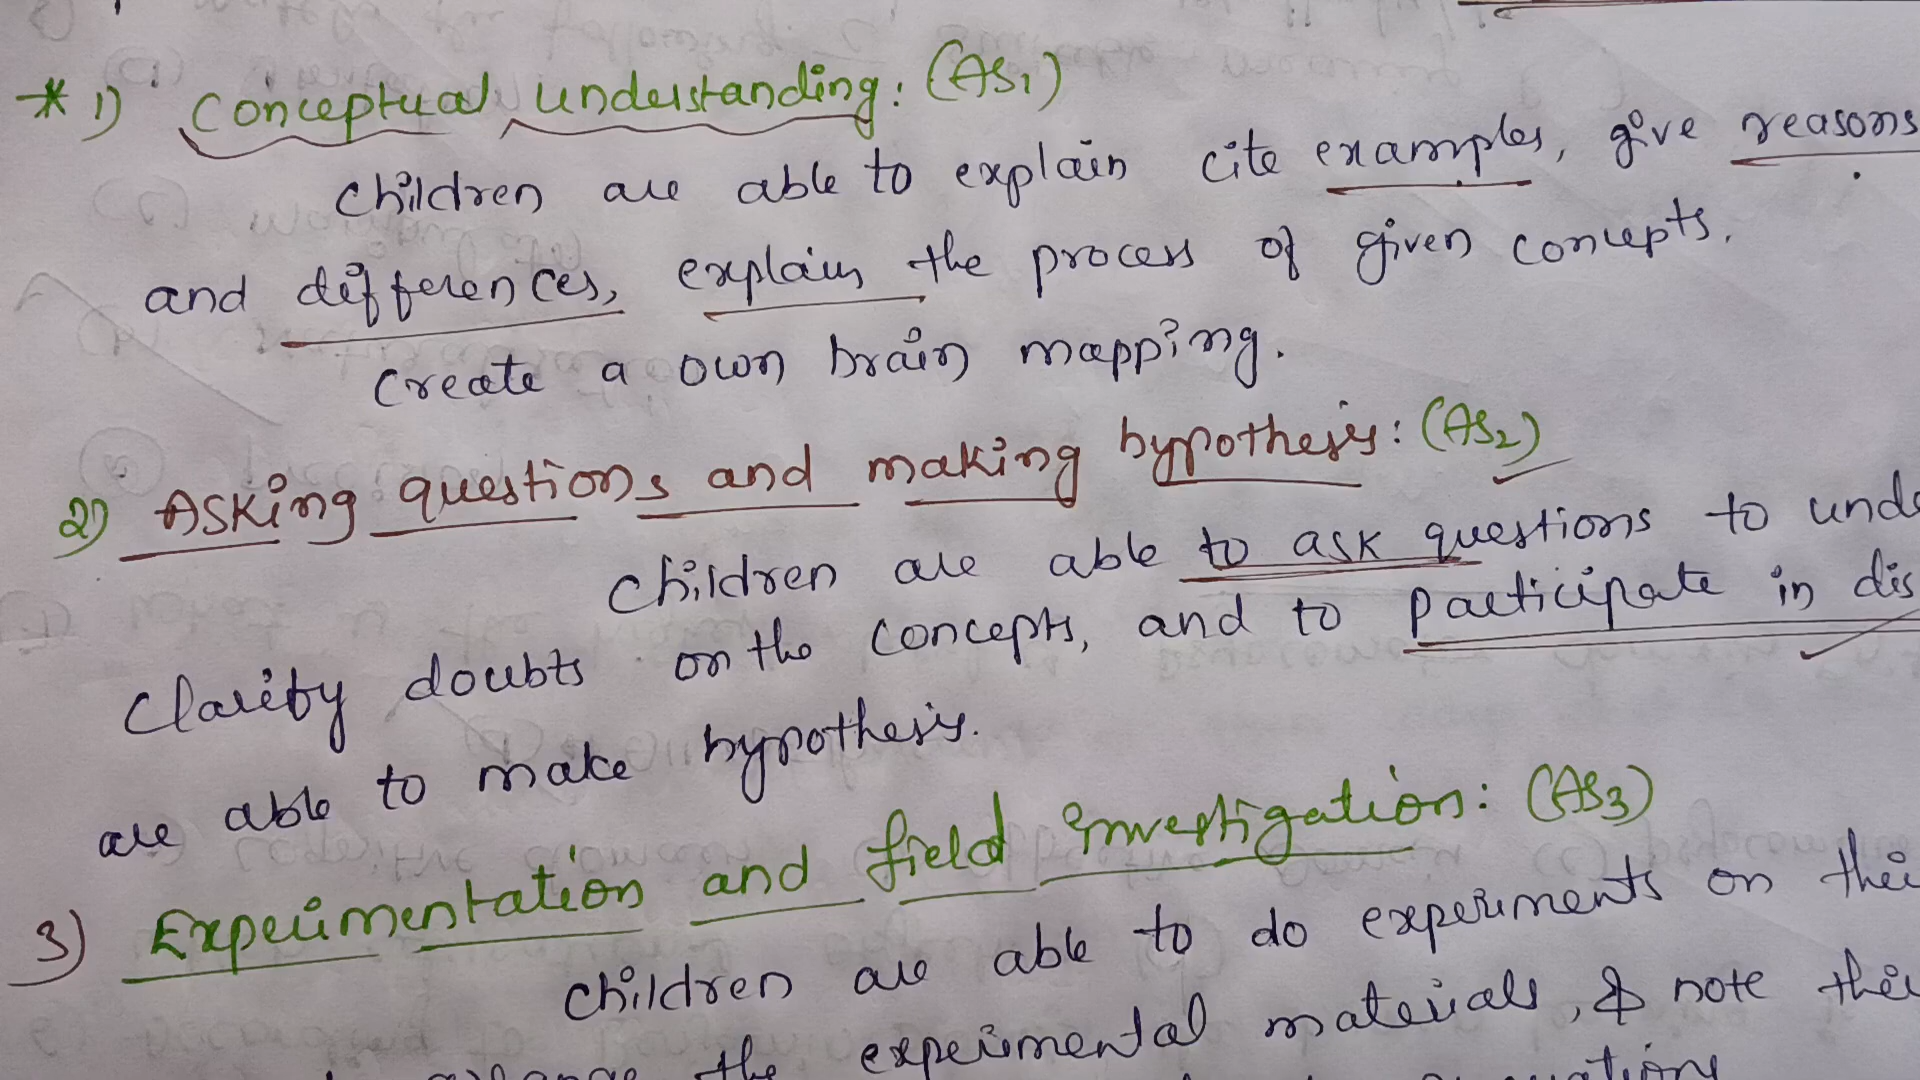 * 1) Conceptual understanding: (AS1)
Children are able to explain cite examples, give reasons
and differences, explain the process of given concepts.
Create a own brain mapping.
2) Asking questions and making hypothesis: (AS2)
Children are able to ask questions to unde
clarify doubts on the concepts, and to participate in dis
are able to make hypothesis.
3) Experimentation and field investigation: (AS3)
Children are able to do experiments on thei
the experimental materials, & note thei